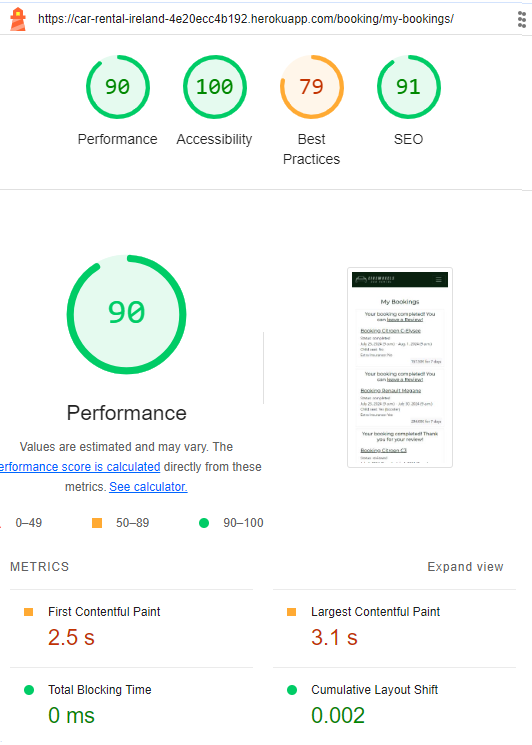 https://car-rental-ireland-4e20ecc4b192.herokuapp.com/booking/my-bookings/
90
100
79
91
Performance
Accessibility
Best
Practices
SEO
90
My Bookings
Your booking completed! You
can leave a Review!
Booking Citroen C-Elysee
Your booking completed! You
can leave a Review!
Booking Renault Megane
Your booking completed! Thank
you for your review!
Booking Citroen C3
Performance
Values are estimated and may vary. The
erformance score is calculated directly from these
metrics. See calculator.
0–49
50–89
90–100
METRICS
Expand view
First Contentful Paint
2.5 s
Largest Contentful Paint
3.1 s
Total Blocking Time
0 ms
Cumulative Layout Shift
0.002